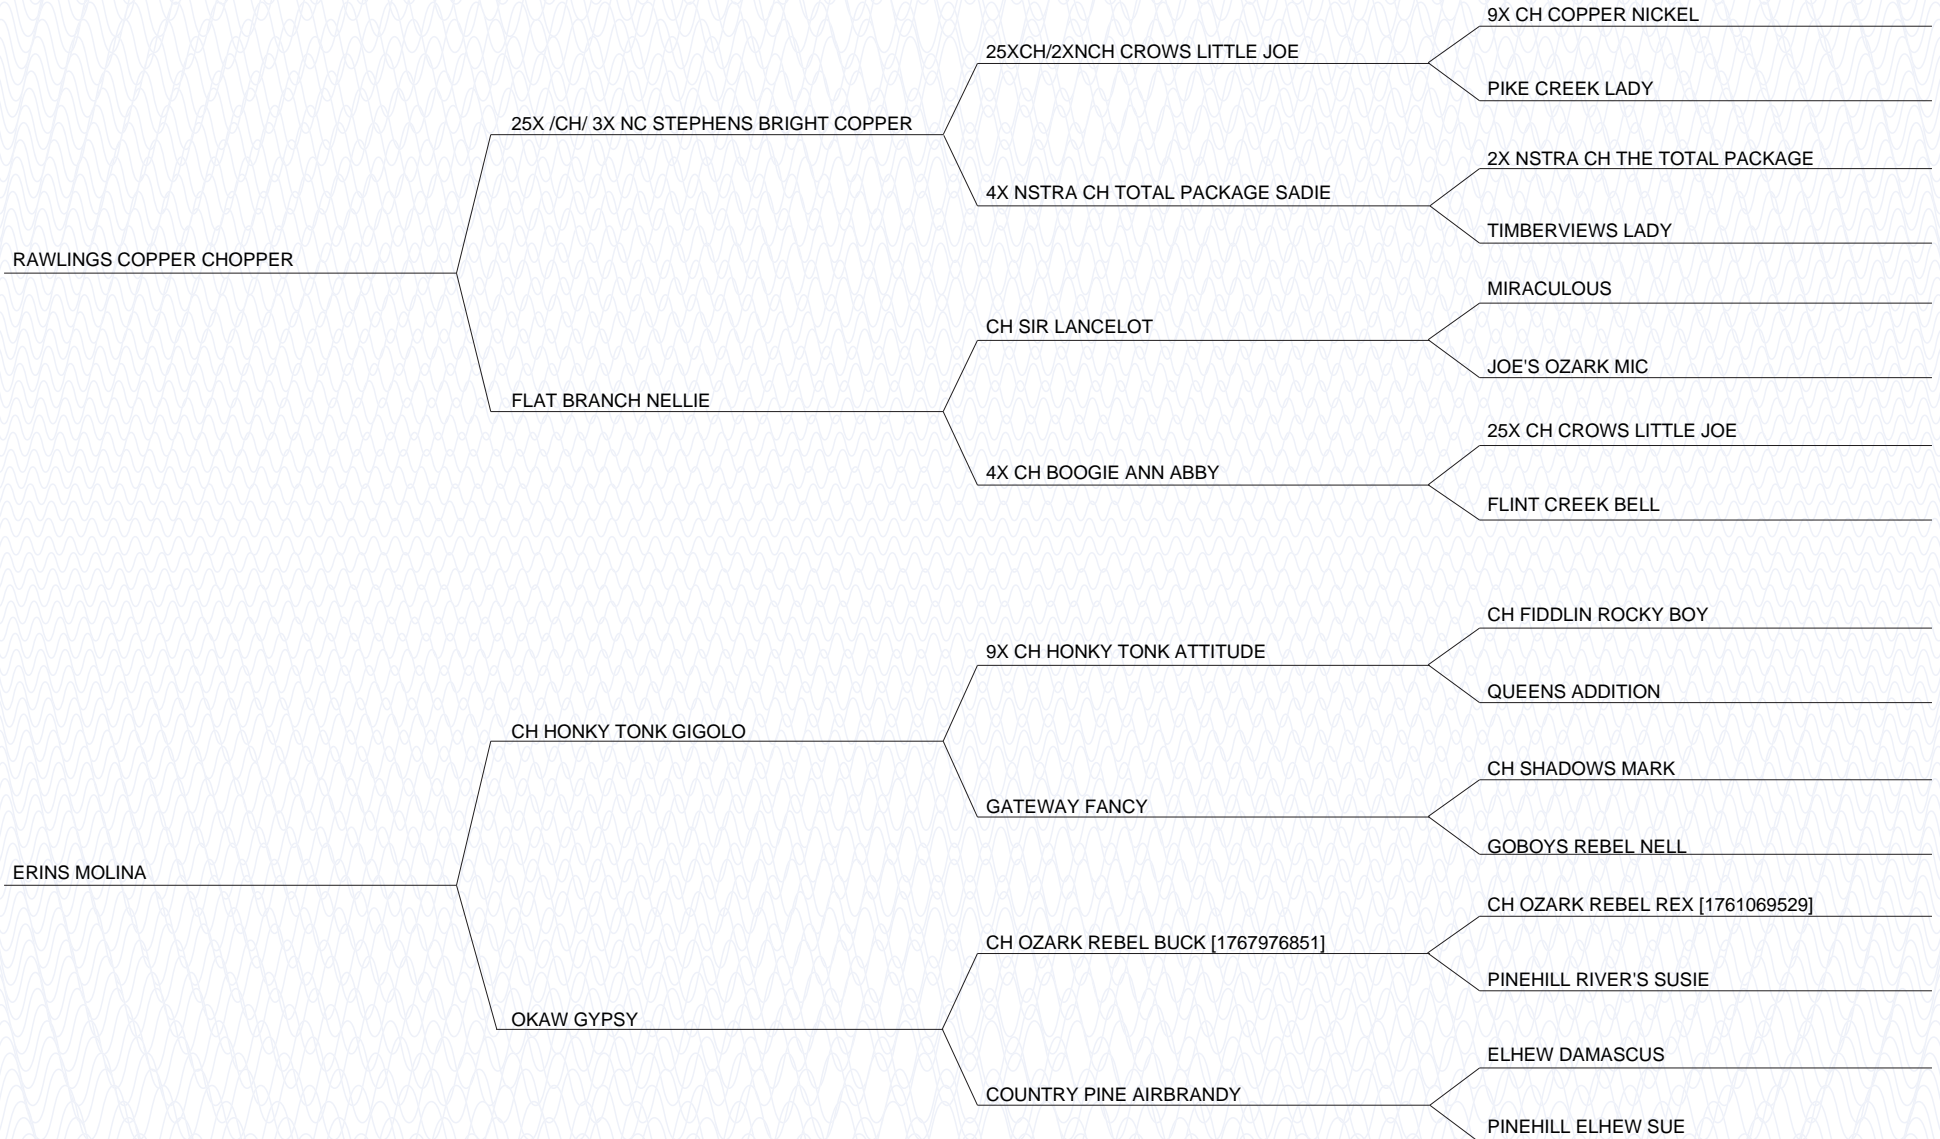 9X CH COPPER NICKEL
25XCH/2XNCH CROWS LITTLE JOE
PIKE CREEK LADY
25X /CH/ 3X NC STEPHENS BRIGHT COPPER
2X NSTRA CH THE TOTAL PACKAGE
4X NSTRA CH TOTAL PACKAGE SADIE
TIMBERVIEWS LADY
RAWLINGS COPPER CHOPPER
MIRACULOUS
CH SIR LANCELOT
JOE'S OZARK MIC
FLAT BRANCH NELLIE
25X CH CROWS LITTLE JOE
4X CH BOOGIE ANN ABBY
FLINT CREEK BELL
CH FIDDLIN ROCKY BOY
9X CH HONKY TONK ATTITUDE
QUEENS ADDITION
CH HONKY TONK GIGOLO
CH SHADOWS MARK
GATEWAY FANCY
GOBOYS REBEL NELL
ERINS MOLINA
CH OZARK REBEL REX [1761069529]
CH OZARK REBEL BUCK [1767976851]
PINEHILL RIVER'S SUSIE
OKAW GYPSY
ELHEW DAMASCUS
COUNTRY PINE AIRBRANDY
PINEHILL ELHEW SUE